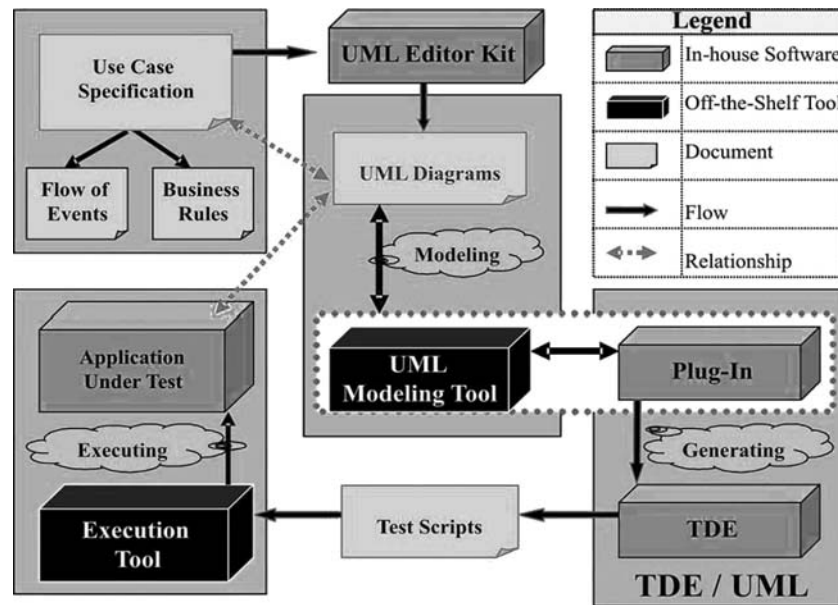 Use Case
Specification
Flow of
Events
Business
Rules
UML Editor Kit
UML Diagrams
Modeling
UML
Modeling Tool
Plug-In
Generating
TDE
TDE / UML
Test Scripts
Execution
Tool
Executing
Application
Under Test
Legend
In-house Software
Off-the-Shelf Tool
Document
Flow
Relationship